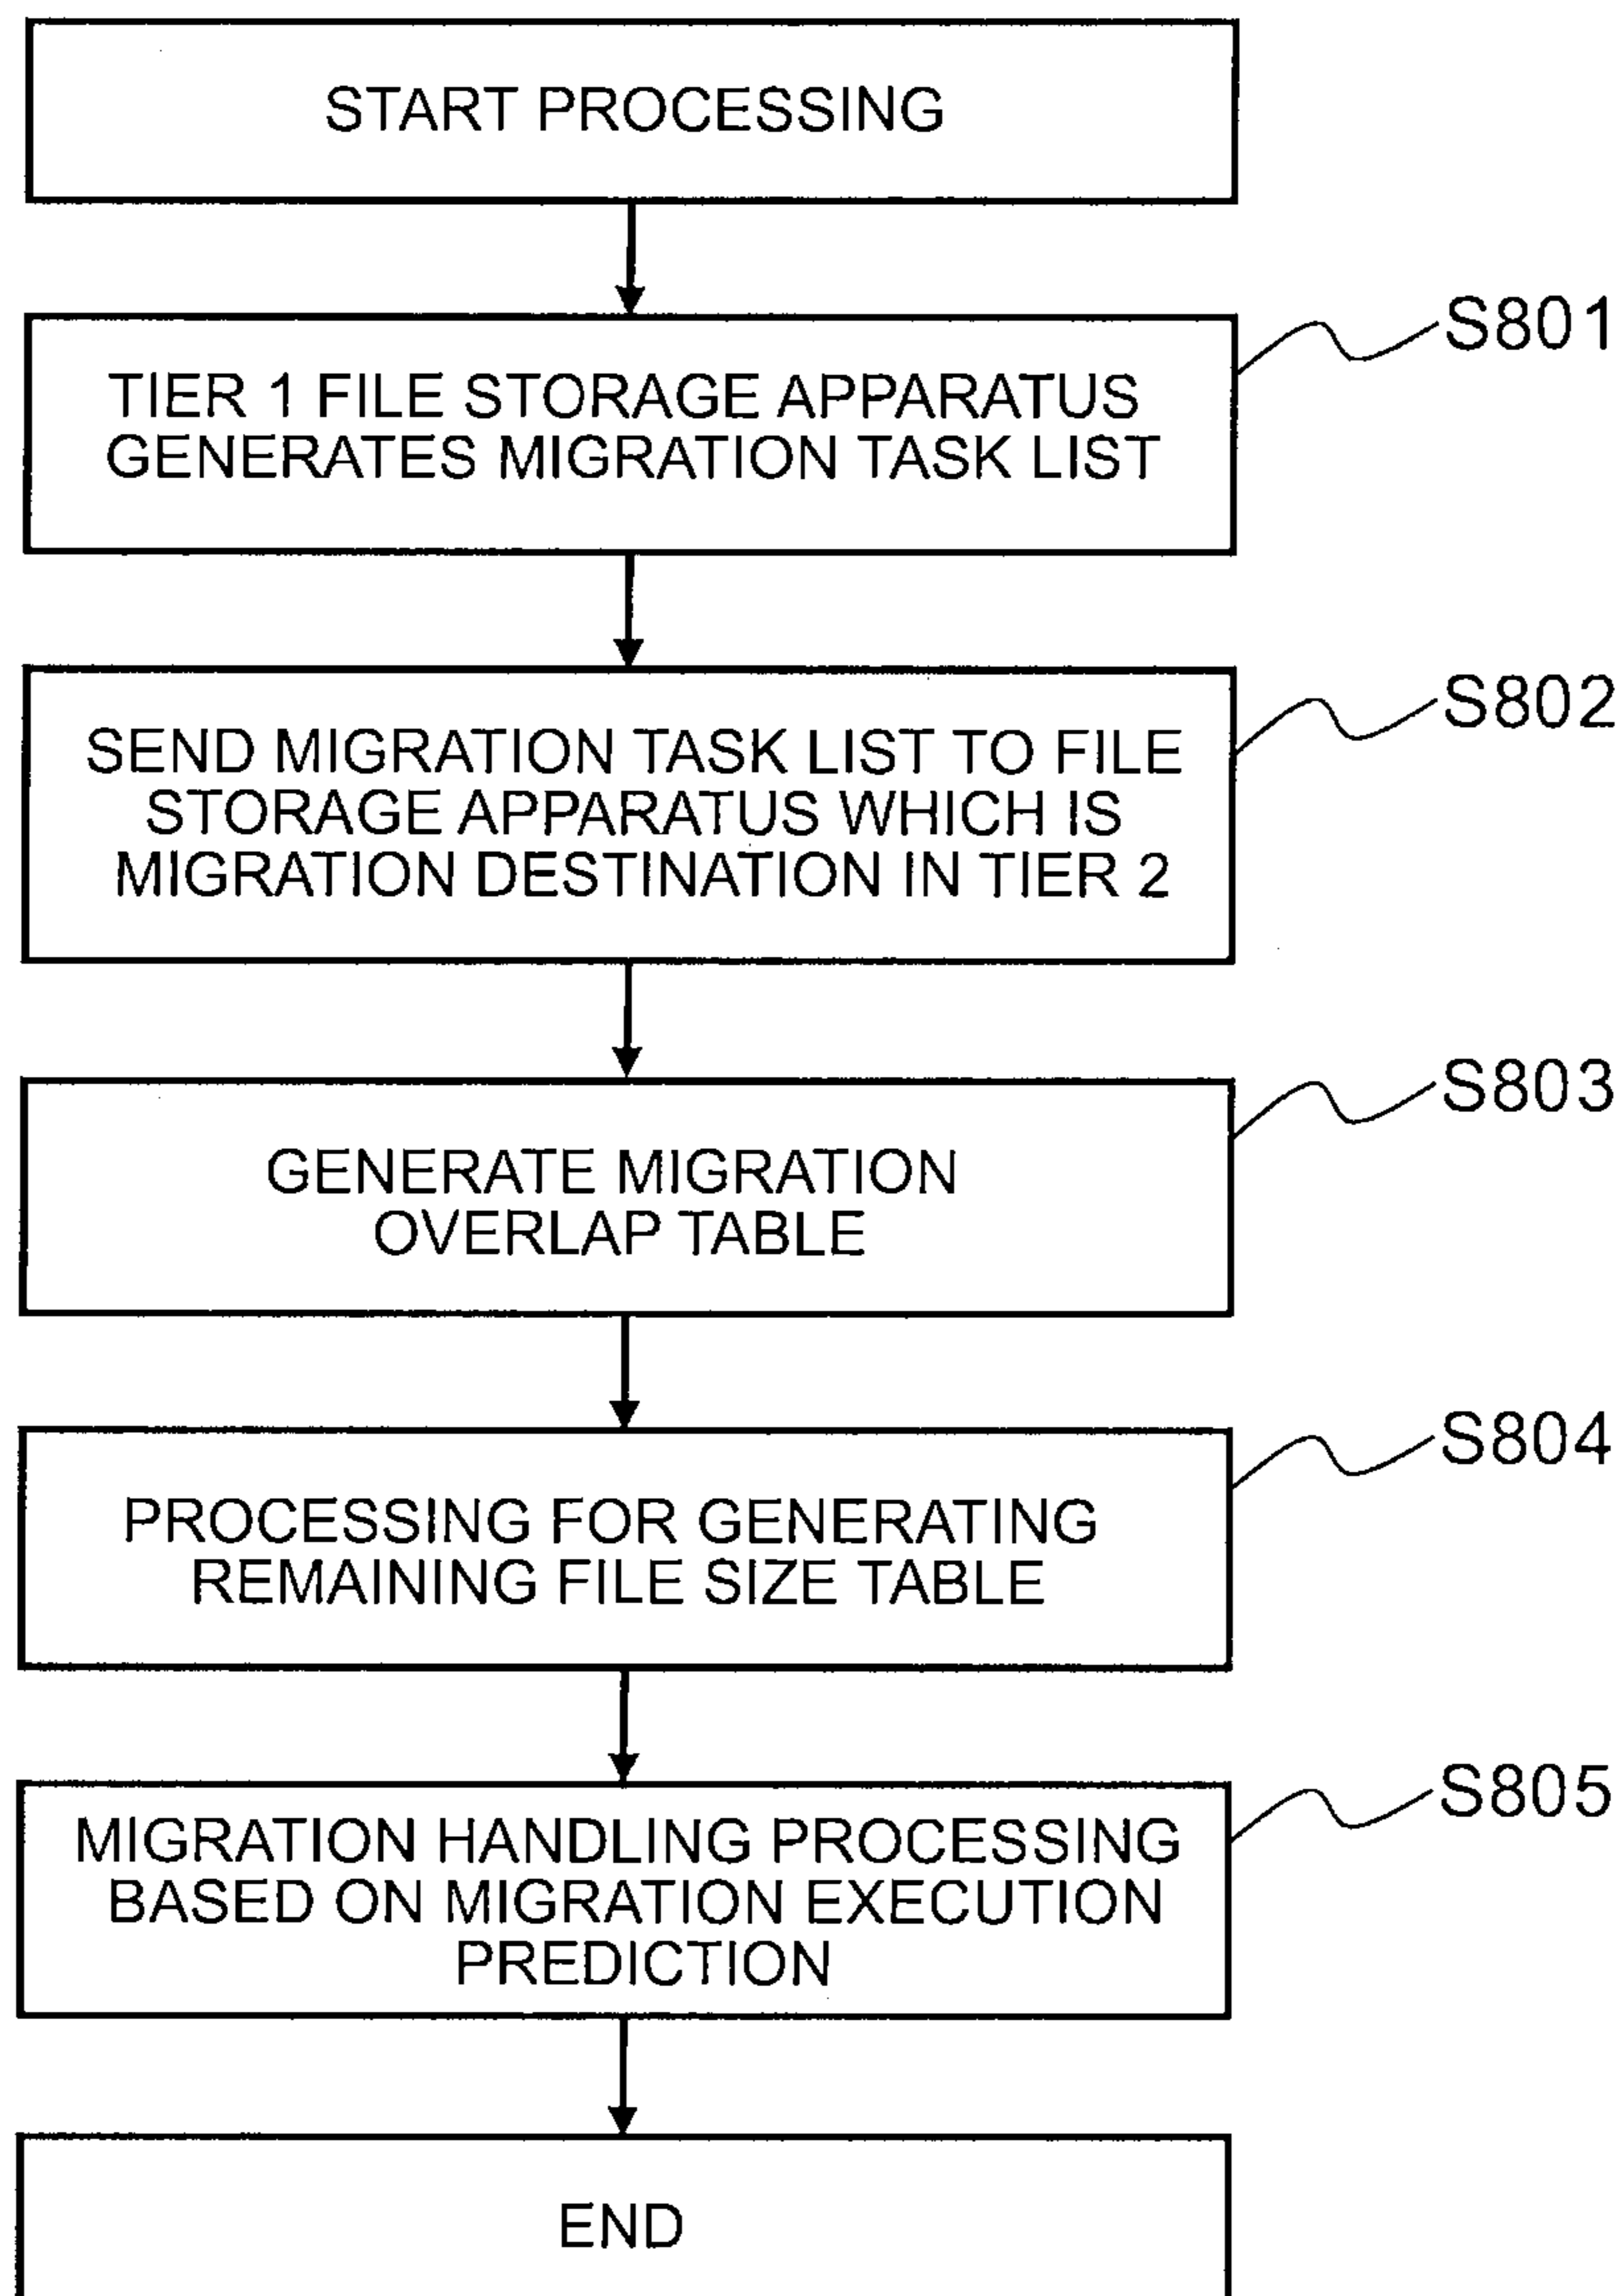 START PROCESSING
S801
TIER 1 FILE STORAGE APPARATUS
GENERATES MIGRATION TASK LIST
S802
SEND MIGRATION TASK LIST TO FILE
STORAGE APPARATUS WHICH IS
MIGRATION DESTINATION IN TIER 2
S803
GENERATE MIGRATION
OVERLAP TABLE
S804
PROCESSING FOR GENERATING
REMAINING FILE SIZE TABLE
S805
MIGRATION HANDLING PROCESSING
BASED ON MIGRATION EXECUTION
PREDICTION
END